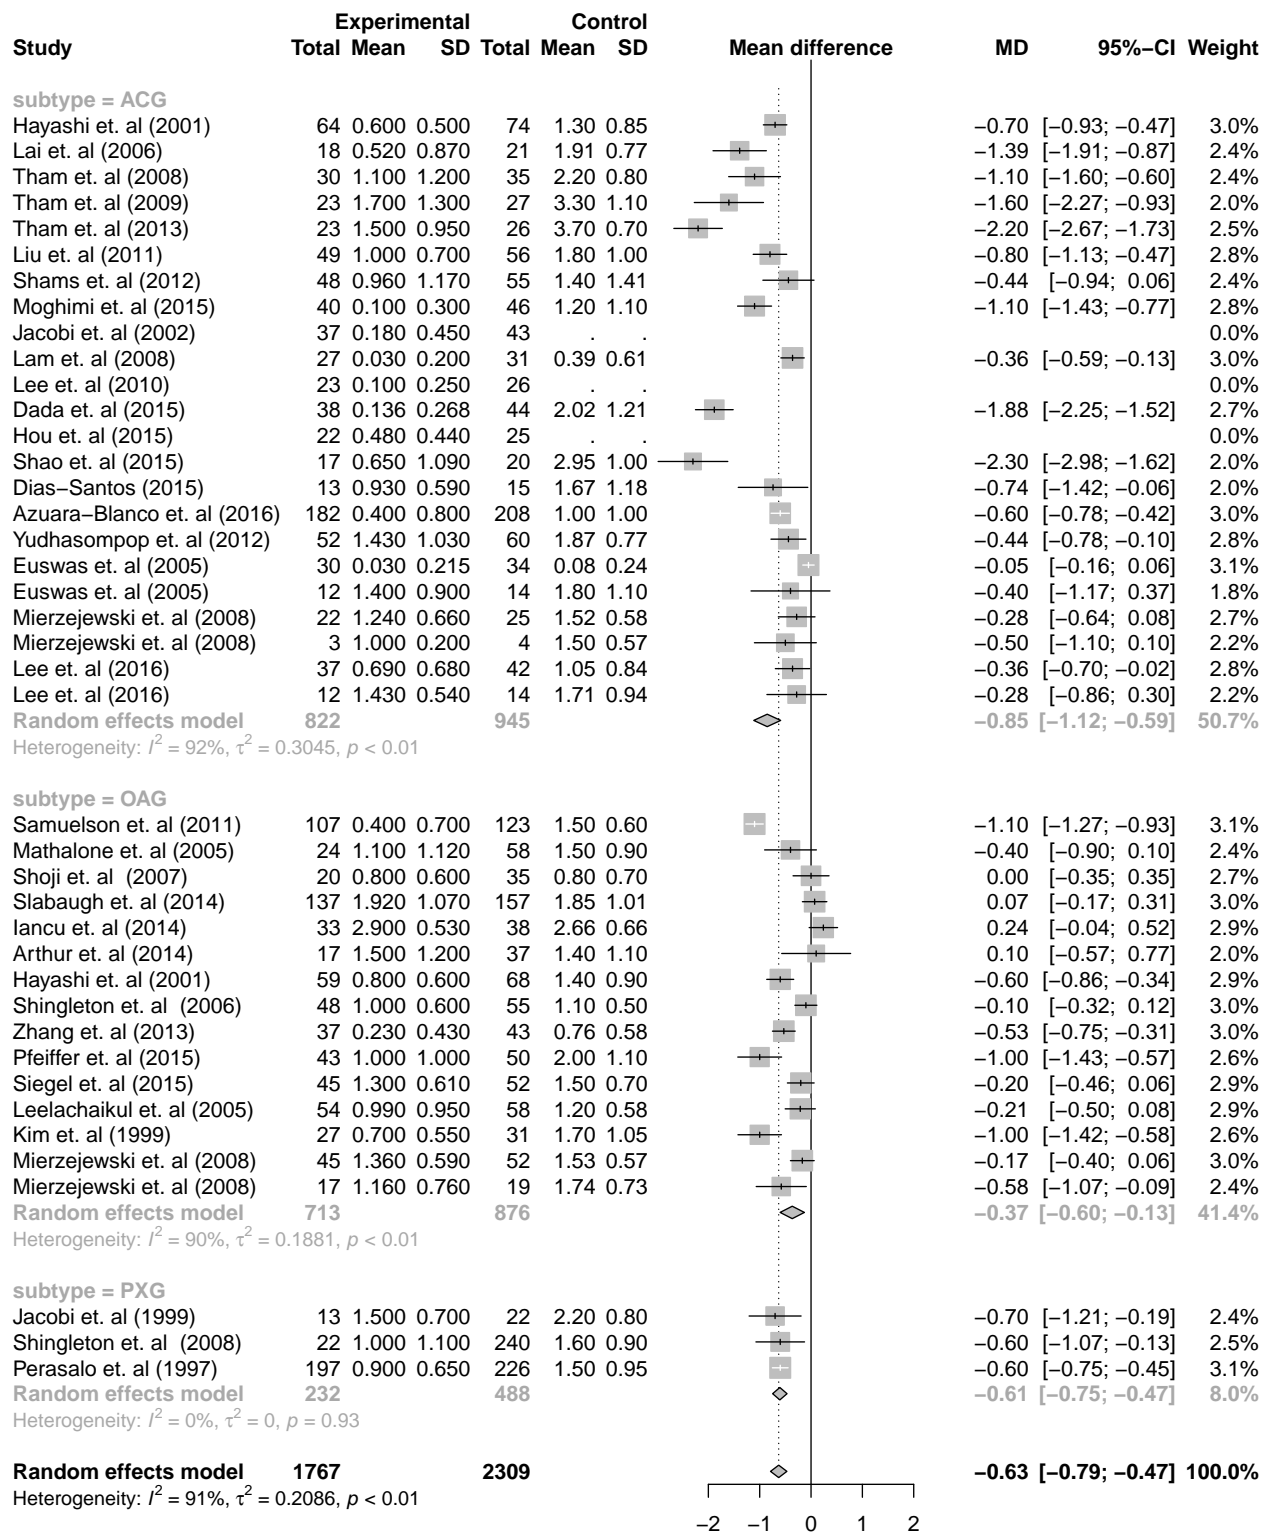 Experimental Control
Study Total Mean SD Total Mean SD Mean difference MD 95%−CI Weight
subtype = ACG
Hayashi et. al (2001) 64 0.600 0.500 74 1.30 0.85 −0.70 [−0.93; −0.47] 3.0%
Lai et. al (2006) 18 0.520 0.870 21 1.91 0.77 −1.39 [−1.91; −0.87] 2.4%
Tham et. al (2008) 30 1.100 1.200 35 2.20 0.80 −1.10 [−1.60; −0.60] 2.4%
Tham et. al (2009) 23 1.700 1.300 27 3.30 1.10 −1.60 [−2.27; −0.93] 2.0%
Tham et. al (2013) 23 1.500 0.950 26 3.70 0.70 −2.20 [−2.67; −1.73] 2.5%
Liu et. al (2011) 49 1.000 0.700 56 1.80 1.00 −0.80 [−1.13; −0.47] 2.8%
Shams et. al (2012) 48 0.960 1.170 55 1.40 1.41 −0.44 [−0.94; 0.06] 2.4%
Moghimi et. al (2015) 40 0.100 0.300 46 1.20 1.10 −1.10 [−1.43; −0.77] 2.8%
Jacobi et. al (2002) 37 0.180 0.450 43 . . 0.0%
Lam et. al (2008) 27 0.030 0.200 31 0.39 0.61 −0.36 [−0.59; −0.13] 3.0%
Lee et. al (2010) 23 0.100 0.250 26 . . 0.0%
Dada et. al (2015) 38 0.136 0.268 44 2.02 1.21 −1.88 [−2.25; −1.52] 2.7%
Hou et. al (2015) 22 0.480 0.440 25 . . 0.0%
Shao et. al (2015) 17 0.650 1.090 20 2.95 1.00 −2.30 [−2.98; −1.62] 2.0%
Dias−Santos (2015) 13 0.930 0.590 15 1.67 1.18 −0.74 [−1.42; −0.06] 2.0%
Azuara−Blanco et. al (2016) 182 0.400 0.800 208 1.00 1.00 −0.60 [−0.78; −0.42] 3.0%
Yudhasompop et. al (2012) 52 1.430 1.030 60 1.87 0.77 −0.44 [−0.78; −0.10] 2.8%
Euswas et. al (2005) 30 0.030 0.215 34 0.08 0.24 −0.05 [−0.16; 0.06] 3.1%
Euswas et. al (2005) 12 1.400 0.900 14 1.80 1.10 −0.40 [−1.17; 0.37] 1.8%
Mierzejewski et. al (2008) 22 1.240 0.660 25 1.52 0.58 −0.28 [−0.64; 0.08] 2.7%
Mierzejewski et. al (2008) 3 1.000 0.200 4 1.50 0.57 −0.50 [−1.10; 0.10] 2.2%
Lee et. al (2016) 37 0.690 0.680 42 1.05 0.84 −0.36 [−0.70; −0.02] 2.8%
Lee et. al (2016) 12 1.430 0.540 14 1.71 0.94 −0.28 [−0.86; 0.30] 2.2%
Random effects model 822 945 −0.85 [−1.12; −0.59] 50.7%
Heterogeneity: I² = 92%, τ² = 0.3045, p < 0.01
subtype = OAG
Samuelson et. al (2011) 107 0.400 0.700 123 1.50 0.60 −1.10 [−1.27; −0.93] 3.1%
Mathalone et. al (2005) 24 1.100 1.120 58 1.50 0.90 −0.40 [−0.90; 0.10] 2.4%
Shoji et. al (2007) 20 0.800 0.600 35 0.80 0.70 0.00 [−0.35; 0.35] 2.7%
Slabaugh et. al (2014) 137 1.920 1.070 157 1.85 1.01 0.07 [−0.17; 0.31] 3.0%
Iancu et. al (2014) 33 2.900 0.530 38 2.66 0.66 0.24 [−0.04; 0.52] 2.9%
Arthur et. al (2014) 17 1.500 1.200 37 1.40 1.10 0.10 [−0.57; 0.77] 2.0%
Hayashi et. al (2001) 59 0.800 0.600 68 1.40 0.90 −0.60 [−0.86; −0.34] 2.9%
Shingleton et. al (2006) 48 1.000 0.600 55 1.10 0.50 −0.10 [−0.32; 0.12] 3.0%
Zhang et. al (2013) 37 0.230 0.430 43 0.76 0.58 −0.53 [−0.75; −0.31] 3.0%
Pfeiffer et. al (2015) 43 1.000 1.000 50 2.00 1.10 −1.00 [−1.43; −0.57] 2.6%
Siegel et. al (2015) 45 1.300 0.610 52 1.50 0.70 −0.20 [−0.46; 0.06] 2.9%
Leelachaikul et. al (2005) 54 0.990 0.950 58 1.20 0.58 −0.21 [−0.50; 0.08] 2.9%
Kim et. al (1999) 27 0.700 0.550 31 1.70 1.05 −1.00 [−1.42; −0.58] 2.6%
Mierzejewski et. al (2008) 45 1.360 0.590 52 1.53 0.57 −0.17 [−0.40; 0.06] 3.0%
Mierzejewski et. al (2008) 17 1.160 0.760 19 1.74 0.73 −0.58 [−1.07; −0.09] 2.4%
Random effects model 713 876 −0.37 [−0.60; −0.13] 41.4%
Heterogeneity: I² = 90%, τ² = 0.1881, p < 0.01
subtype = PXG
Jacobi et. al (1999) 13 1.500 0.700 22 2.20 0.80 −0.70 [−1.21; −0.19] 2.4%
Shingleton et. al (2008) 22 1.000 1.100 240 1.60 0.90 −0.60 [−1.07; −0.13] 2.5%
Perasalo et. al (1997) 197 0.900 0.650 226 1.50 0.95 −0.60 [−0.75; −0.45] 3.1%
Random effects model 232 488 −0.61 [−0.75; −0.47] 8.0%
Heterogeneity: I² = 0%, τ² = 0, p = 0.93
Random effects model 1767 2309 −0.63 [−0.79; −0.47] 100.0%
Heterogeneity: I² = 91%, τ² = 0.2086, p < 0.01
−2 −1 0 1 2